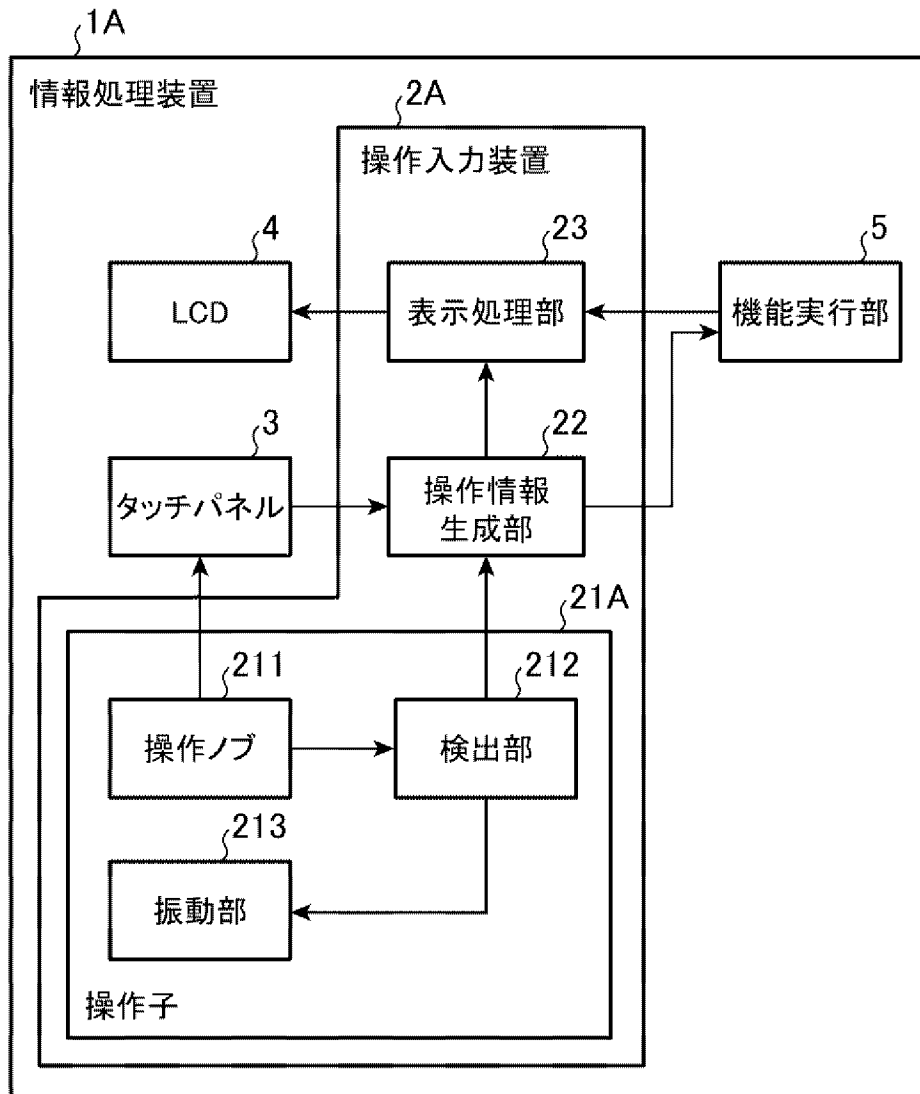 1A
情報処理装置
2A
操作入力装置
4
LCD
23
表示処理部
5
機能実行部
3
タッチパネル
22
操作情報
生成部
21A
211
操作ノブ
212
検出部
213
振動部
操作子